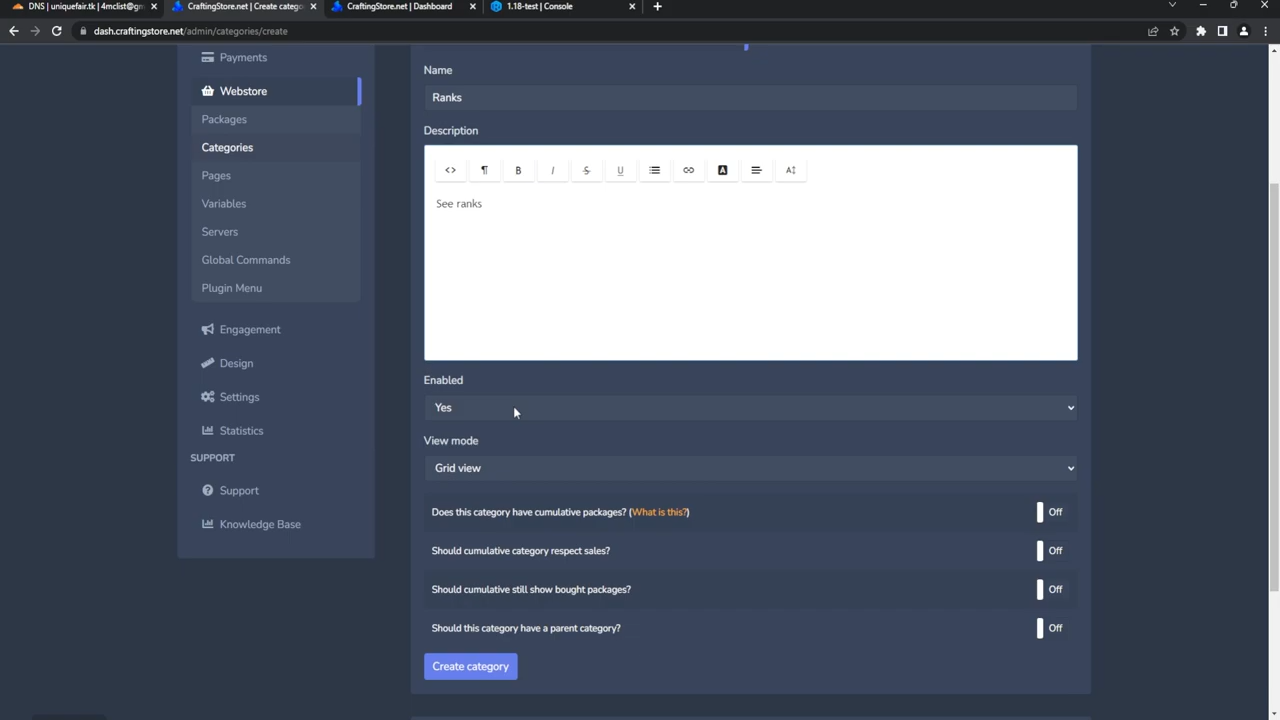 DNS | uniquefair.tk | 4mclist@gm
CraftingStore.net | Create catego
CraftingStore.net | Dashboard
1.18-test | Console
dash.craftingstore.net/admin/categories/create
Payments
Webstore
Packages
Categories
Pages
Variables
Servers
Global Commands
Plugin Menu
Engagement
Design
Settings
Statistics
SUPPORT
Support
Knowledge Base
Name
Ranks
Description
See ranks
Enabled
Yes
View mode
Grid view
Does this category have cumulative packages? (What is this?) Off
Should cumulative category respect sales? Off
Should cumulative still show bought packages? Off
Should this category have a parent category? Off
Create category